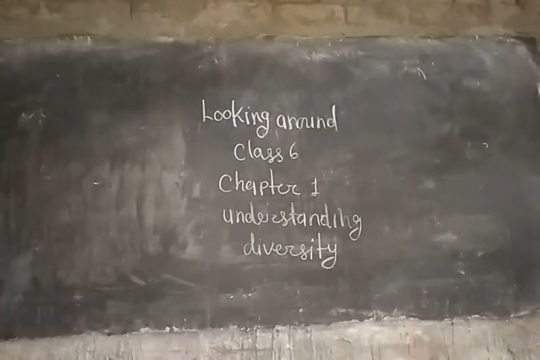 Looking around
Class 6
Chapter 1
understanding
diversity